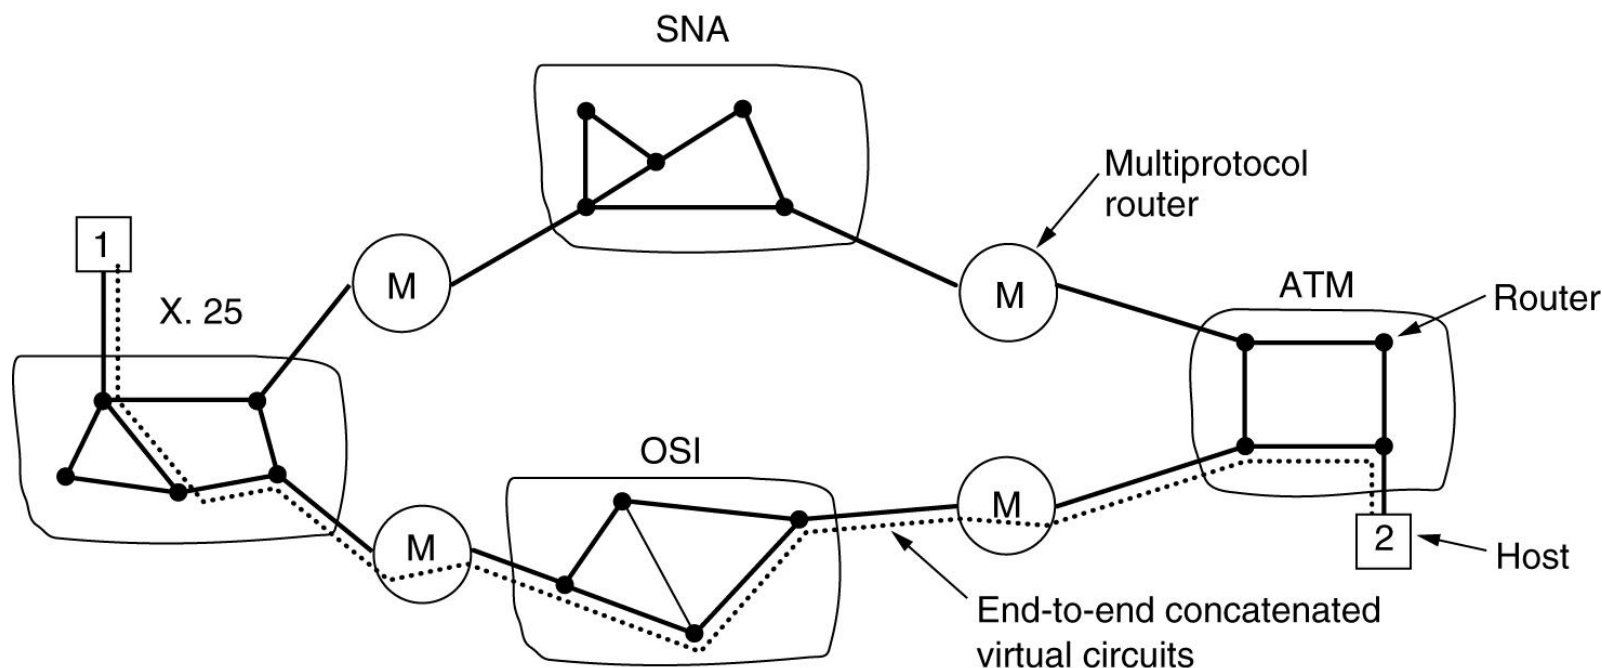 SNA
Multiprotocol
router
1
X. 25
M
M
ATM
Router
OSI
M
M
2
Host
End-to-end concatenated
virtual circuits